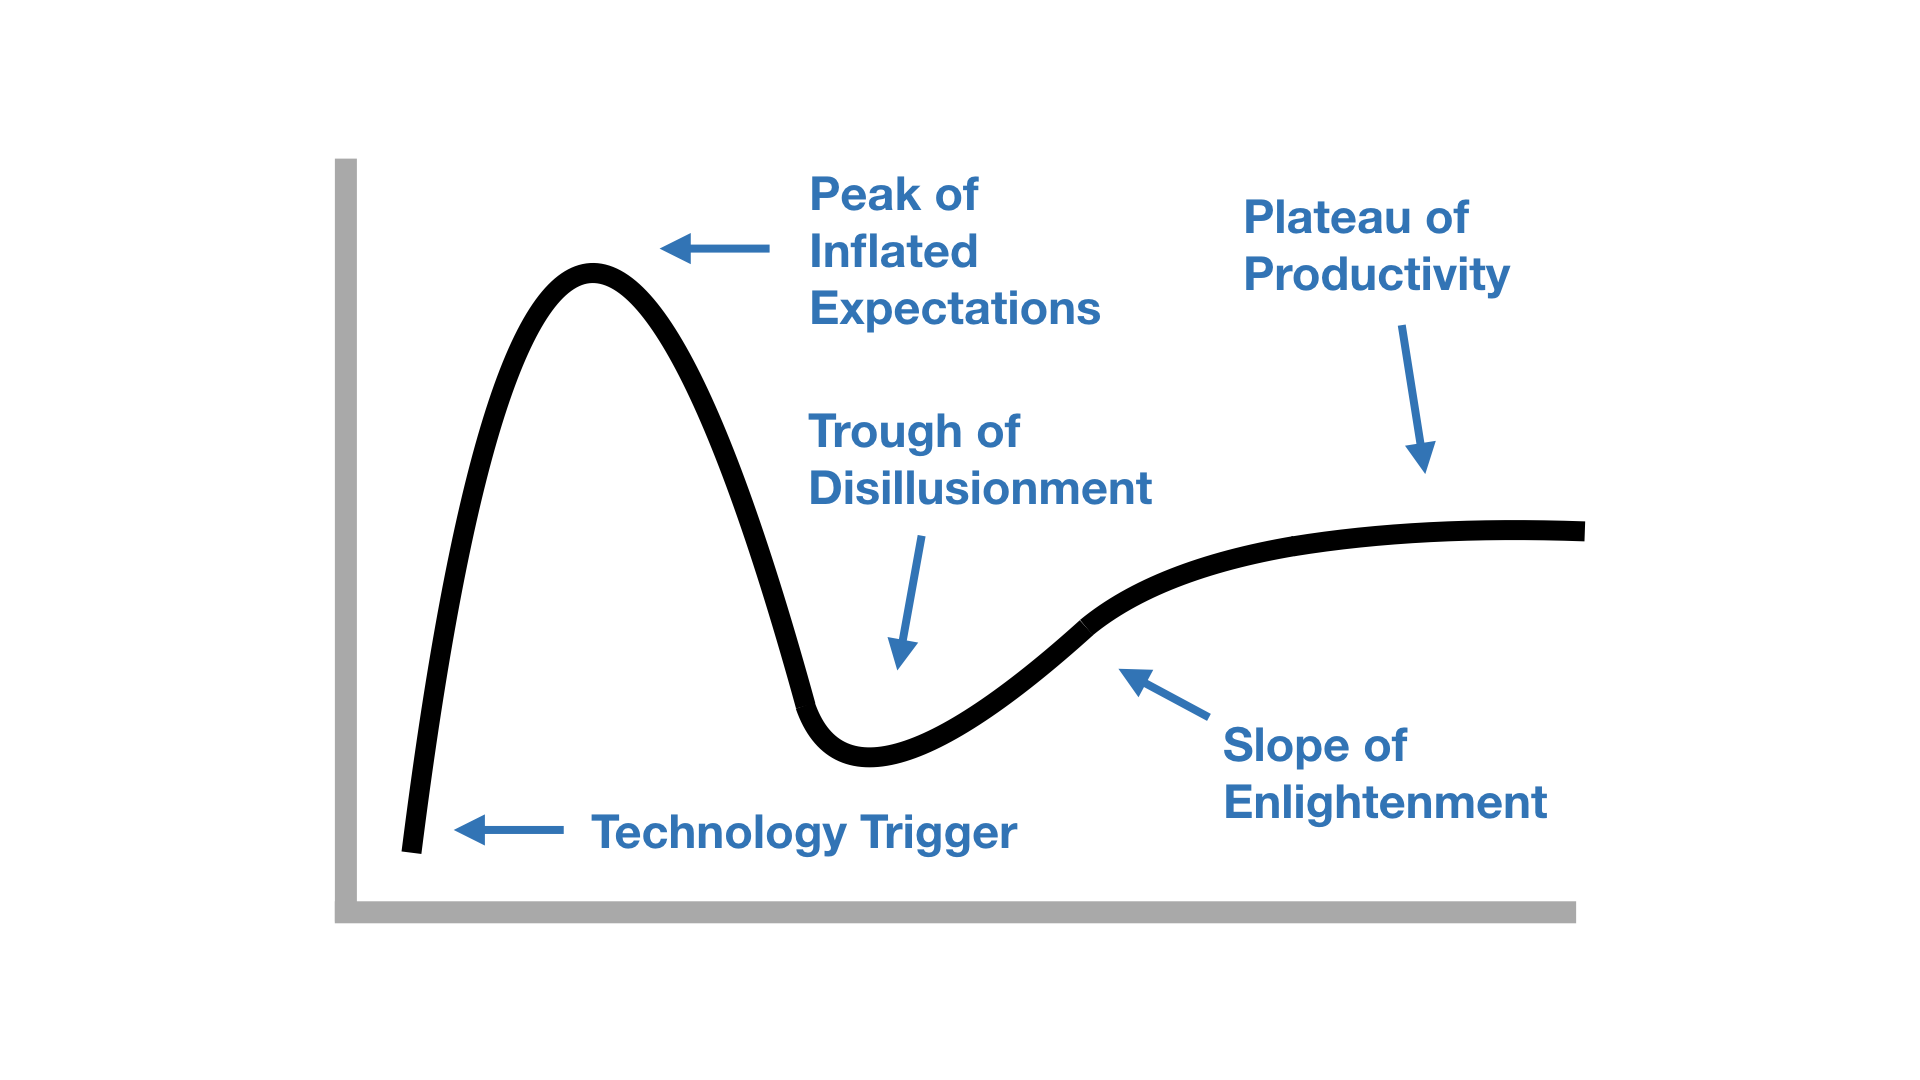 Peak of
Inflated
Expectations
Plateau of
Productivity
Trough of
Disillusionment
Slope of
Enlightenment
Technology Trigger